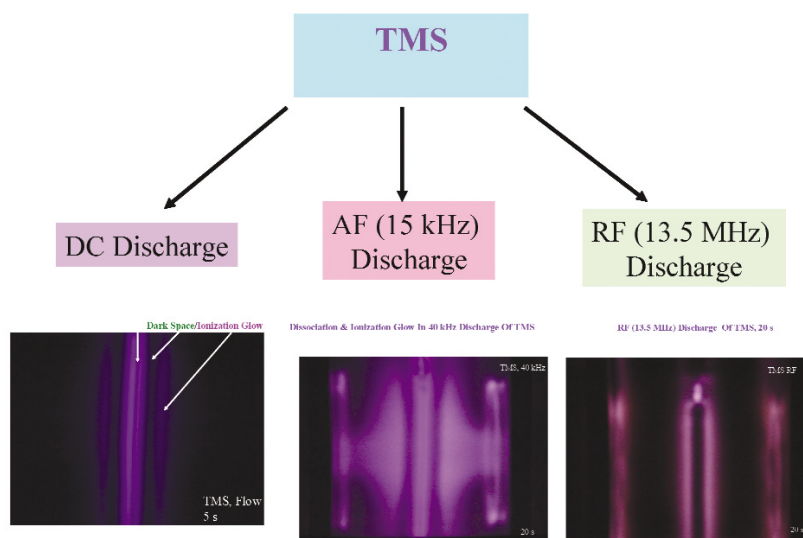 TMS
DC Discharge
AF (15 kHz)
Discharge
RF (13.5 MHz)
Discharge
Dark Space/Ionization Glow
TMS, Flow
5 s
Dissociation & Ionization Glow In 40 kHz Discharge Of TMS
TMS, 40 kHz
20 s
RF (13.5 MHz) Discharge Of TMS, 20 s
TMS RF
20 s